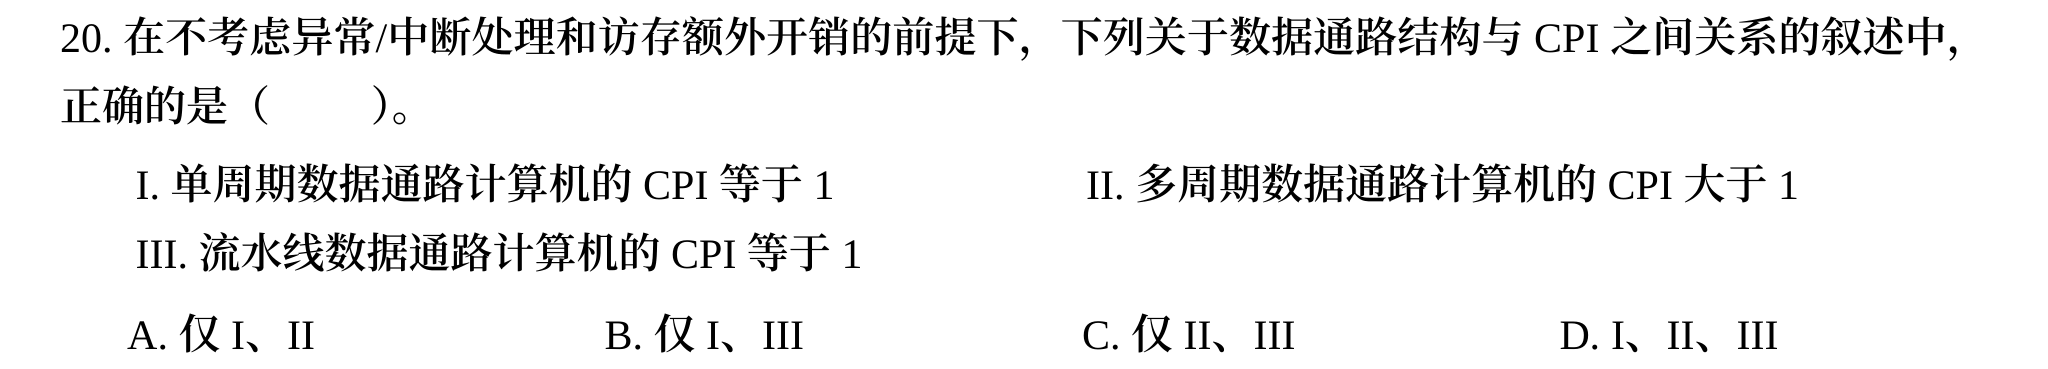 20. 在不考虑异常/中断处理和访存额外开销的前提下，下列关于数据通路结构与 CPI 之间关系的叙述中，
正确的是（　　）。
I. 单周期数据通路计算机的 CPI 等于 1　　II. 多周期数据通路计算机的 CPI 大于 1
III. 流水线数据通路计算机的 CPI 等于 1
A. 仅 I、II　　B. 仅 I、III　　C. 仅 II、III　　D. I、II、III